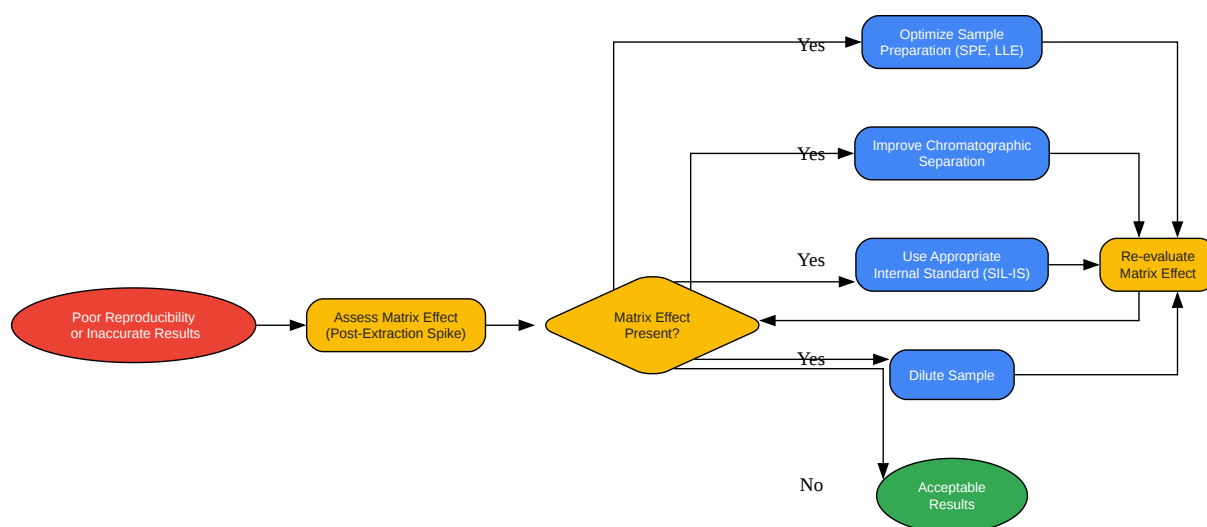 Yes
Optimize Sample
Preparation (SPE, LLE)
Yes
Improve Chromatographic
Separation
Yes
Use Appropriate
Internal Standard (SIL-IS)
Re-evaluate
Matrix Effect
Poor Reproducibility
or Inaccurate Results
Assess Matrix Effect
(Post-Extraction Spike)
Matrix Effect
Present?
Yes
Dilute Sample
No
Acceptable
Results